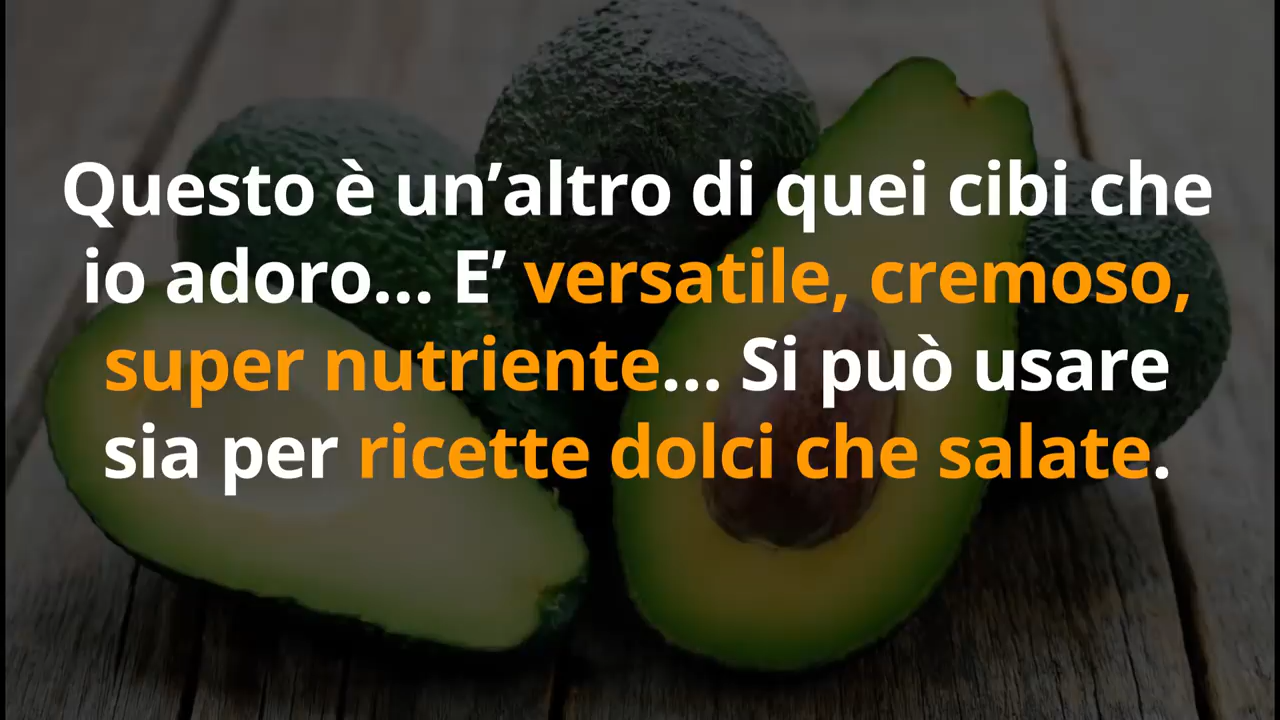 Questo è un’altro di quei cibi che
io adoro... E’ versatile, cremoso,
super nutriente... Si può usare
sia per ricette dolci che salate.